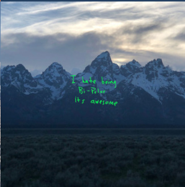 I hate being
Bi-Polar
its awesome